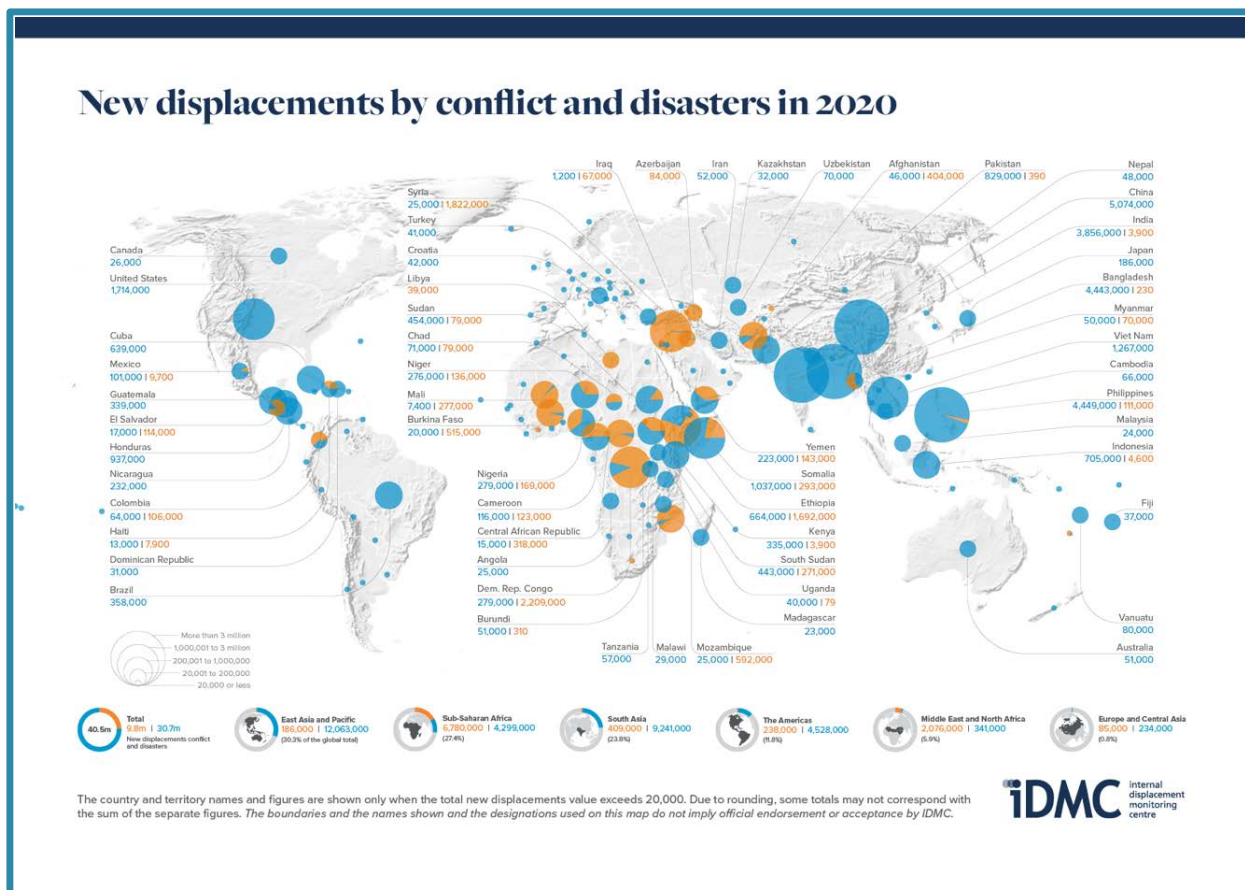 New displacements by conflict and disasters in 2020
Iraq
1,200 | 67,000
Azerbaijan
84,000
Iran
52,000
Kazakhstan
32,000
Uzbekistan
70,000
Afghanistan
46,000 | 404,000
Pakistan
829,000 | 390
Nepal
48,000
China
5,074,000
India
3,856,000 | 3,900
Japan
186,000
Bangladesh
4,443,000 | 230
Myanmar
50,000 | 70,000
Viet Nam
1,267,000
Cambodia
66,000
Philippines
4,449,000 | 111,000
Malaysia
24,000
Indonesia
705,000 | 4,600
Fiji
37,000
Vanuatu
80,000
Australia
51,000
Syria
25,000 | 1,822,000
Turkey
41,000
Croatia
42,000
Libya
39,000
Sudan
454,000 | 79,000
Chad
71,000 | 79,000
Niger
276,000 | 136,000
Mali
7,400 | 277,000
Burkina Faso
20,000 | 515,000
Canada
26,000
United States
1,714,000
Cuba
639,000
Mexico
101,000 | 9,700
Guatemala
339,000
El Salvador
17,000 | 114,000
Honduras
937,000
Nicaragua
232,000
Colombia
64,000 | 106,000
Haiti
13,000 | 7,900
Dominican Republic
31,000
Brazil
358,000
Nigeria
279,000 | 169,000
Cameroon
116,000 | 123,000
Central African Republic
15,000 | 318,000
Angola
25,000
Dem. Rep. Congo
279,000 | 2,209,000
Burundi
51,000 | 310
Yemen
223,000 | 143,000
Somalia
1,037,000 | 293,000
Ethiopia
664,000 | 1,692,000
Kenya
335,000 | 3,900
South Sudan
443,000 | 271,000
Uganda
40,000 | 79
Madagascar
23,000
Tanzania
57,000
Malawi
29,000
Mozambique
25,000 | 592,000
More than 3 million
1,000,001 to 3 million
200,001 to 1,000,000
20,001 to 200,000
20,000 or less
40.5m
Total
9.8m | 30.7m
New displacements conflict
and disasters
East Asia and Pacific
186,000 | 12,063,000
(30.3% of the global total)
Sub-Saharan Africa
6,780,000 | 4,299,000
(27.4%)
South Asia
409,000 | 9,241,000
(23.8%)
The Americas
238,000 | 4,528,000
(11.8%)
Middle East and North Africa
2,076,000 | 341,000
(5.9%)
Europe and Central Asia
85,000 | 234,000
(0.8%)
The country and territory names and figures are shown only when the total new displacements value exceeds 20,000. Due to rounding, some totals may not correspond with
the sum of the separate figures. The boundaries and the names shown and the designations used on this map do not imply official endorsement or acceptance by IDMC.
iDMC
internal
displacement
monitoring
centre